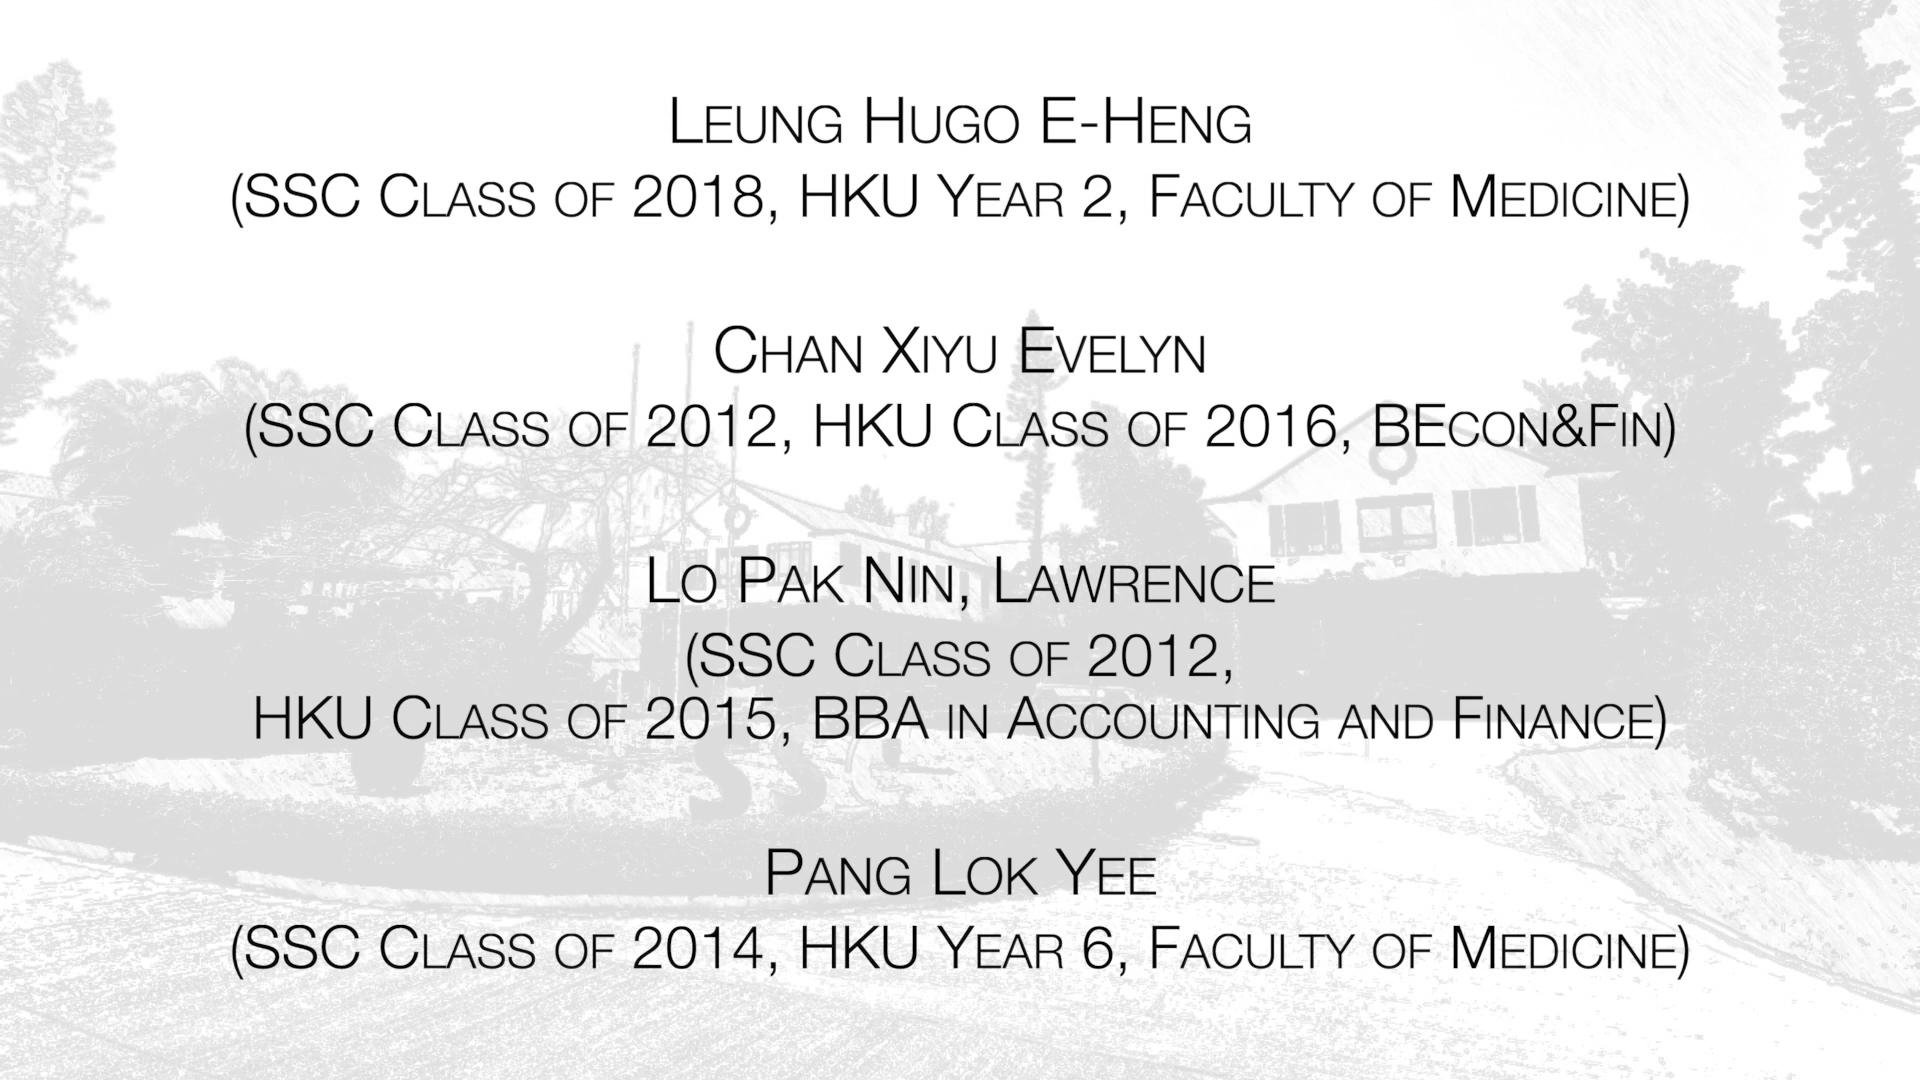 Leung Hugo E-Heng
(SSC Class of 2018, HKU Year 2, Faculty of Medicine)
Chan Xiyu Evelyn
(SSC Class of 2012, HKU Class of 2016, BEcon&Fin)
Lo Pak Nin, Lawrence
(SSC Class of 2012,
HKU Class of 2015, BBA in Accounting and Finance)
Pang Lok Yee
(SSC Class of 2014, HKU Year 6, Faculty of Medicine)
SSC